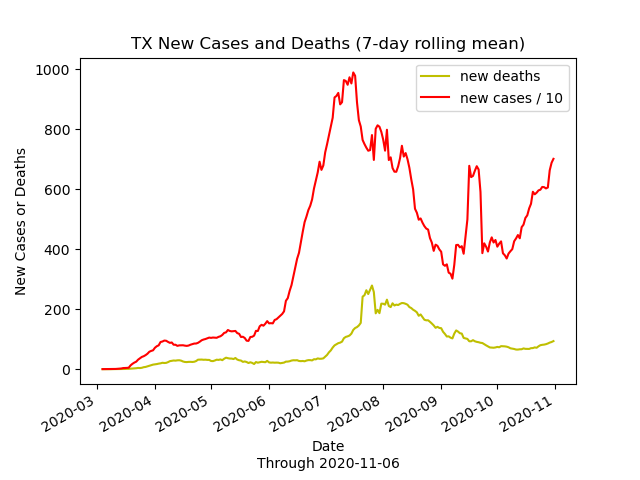 TX New Cases and Deaths (7-day rolling mean)
new deaths
new cases / 10
New Cases or Deaths
1000
800
600
400
200
0
2020-03
2020-04
2020-05
2020-06
2020-07
2020-08
2020-09
2020-10
2020-11
Date
Through 2020-11-06